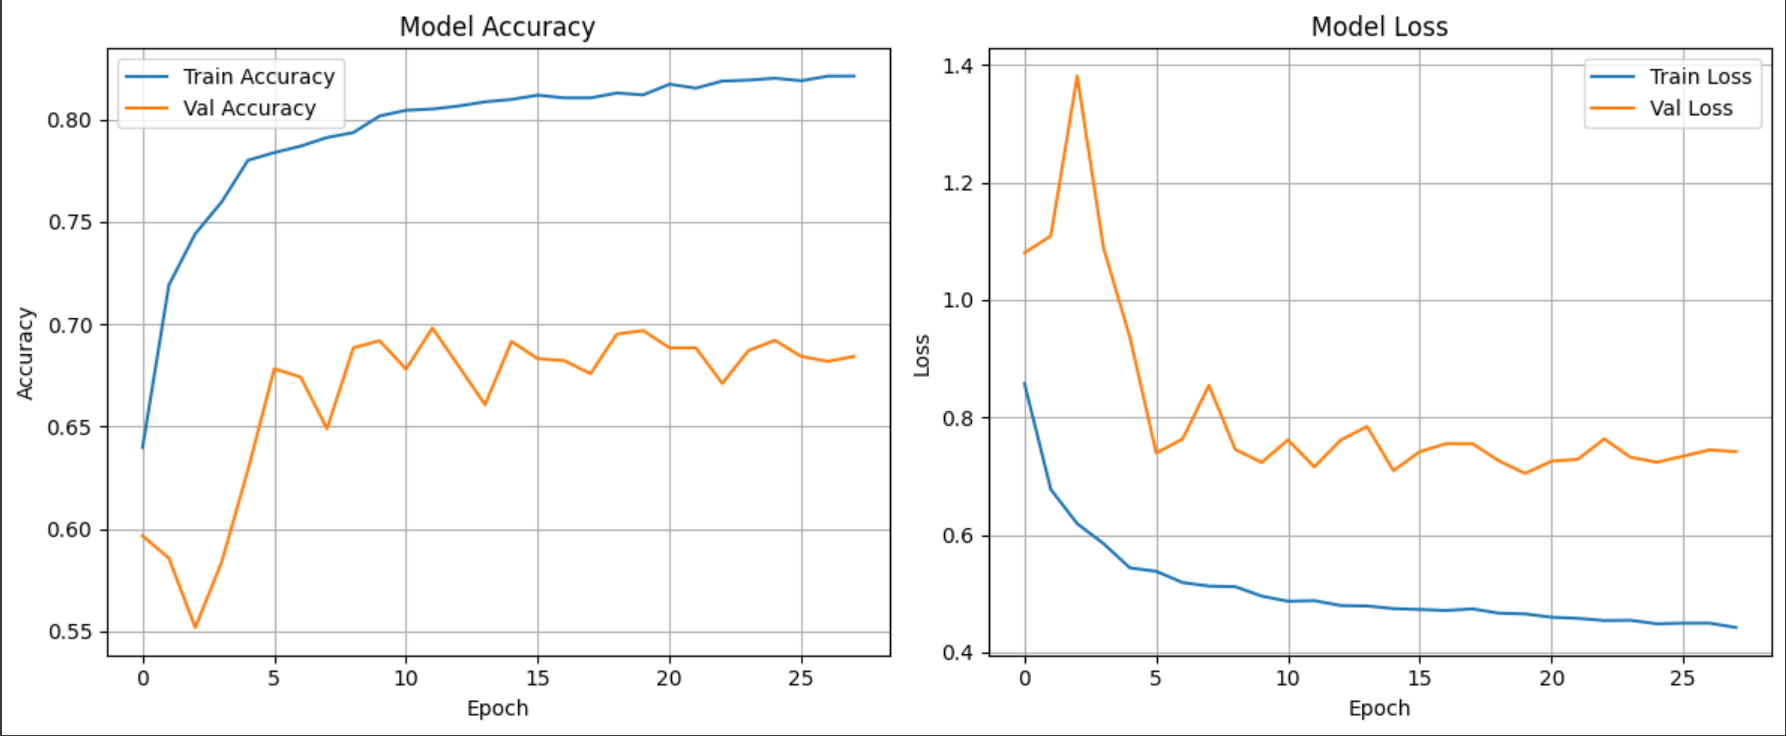 Model Accuracy
Train Accuracy
Val Accuracy
0.80
0.75
0.70
0.65
0.60
0.55
Accuracy
0 5 10 15 20 25
Epoch
Model Loss
Train Loss
Val Loss
1.4
1.2
1.0
0.8
0.6
0.4
Loss
0 5 10 15 20 25
Epoch